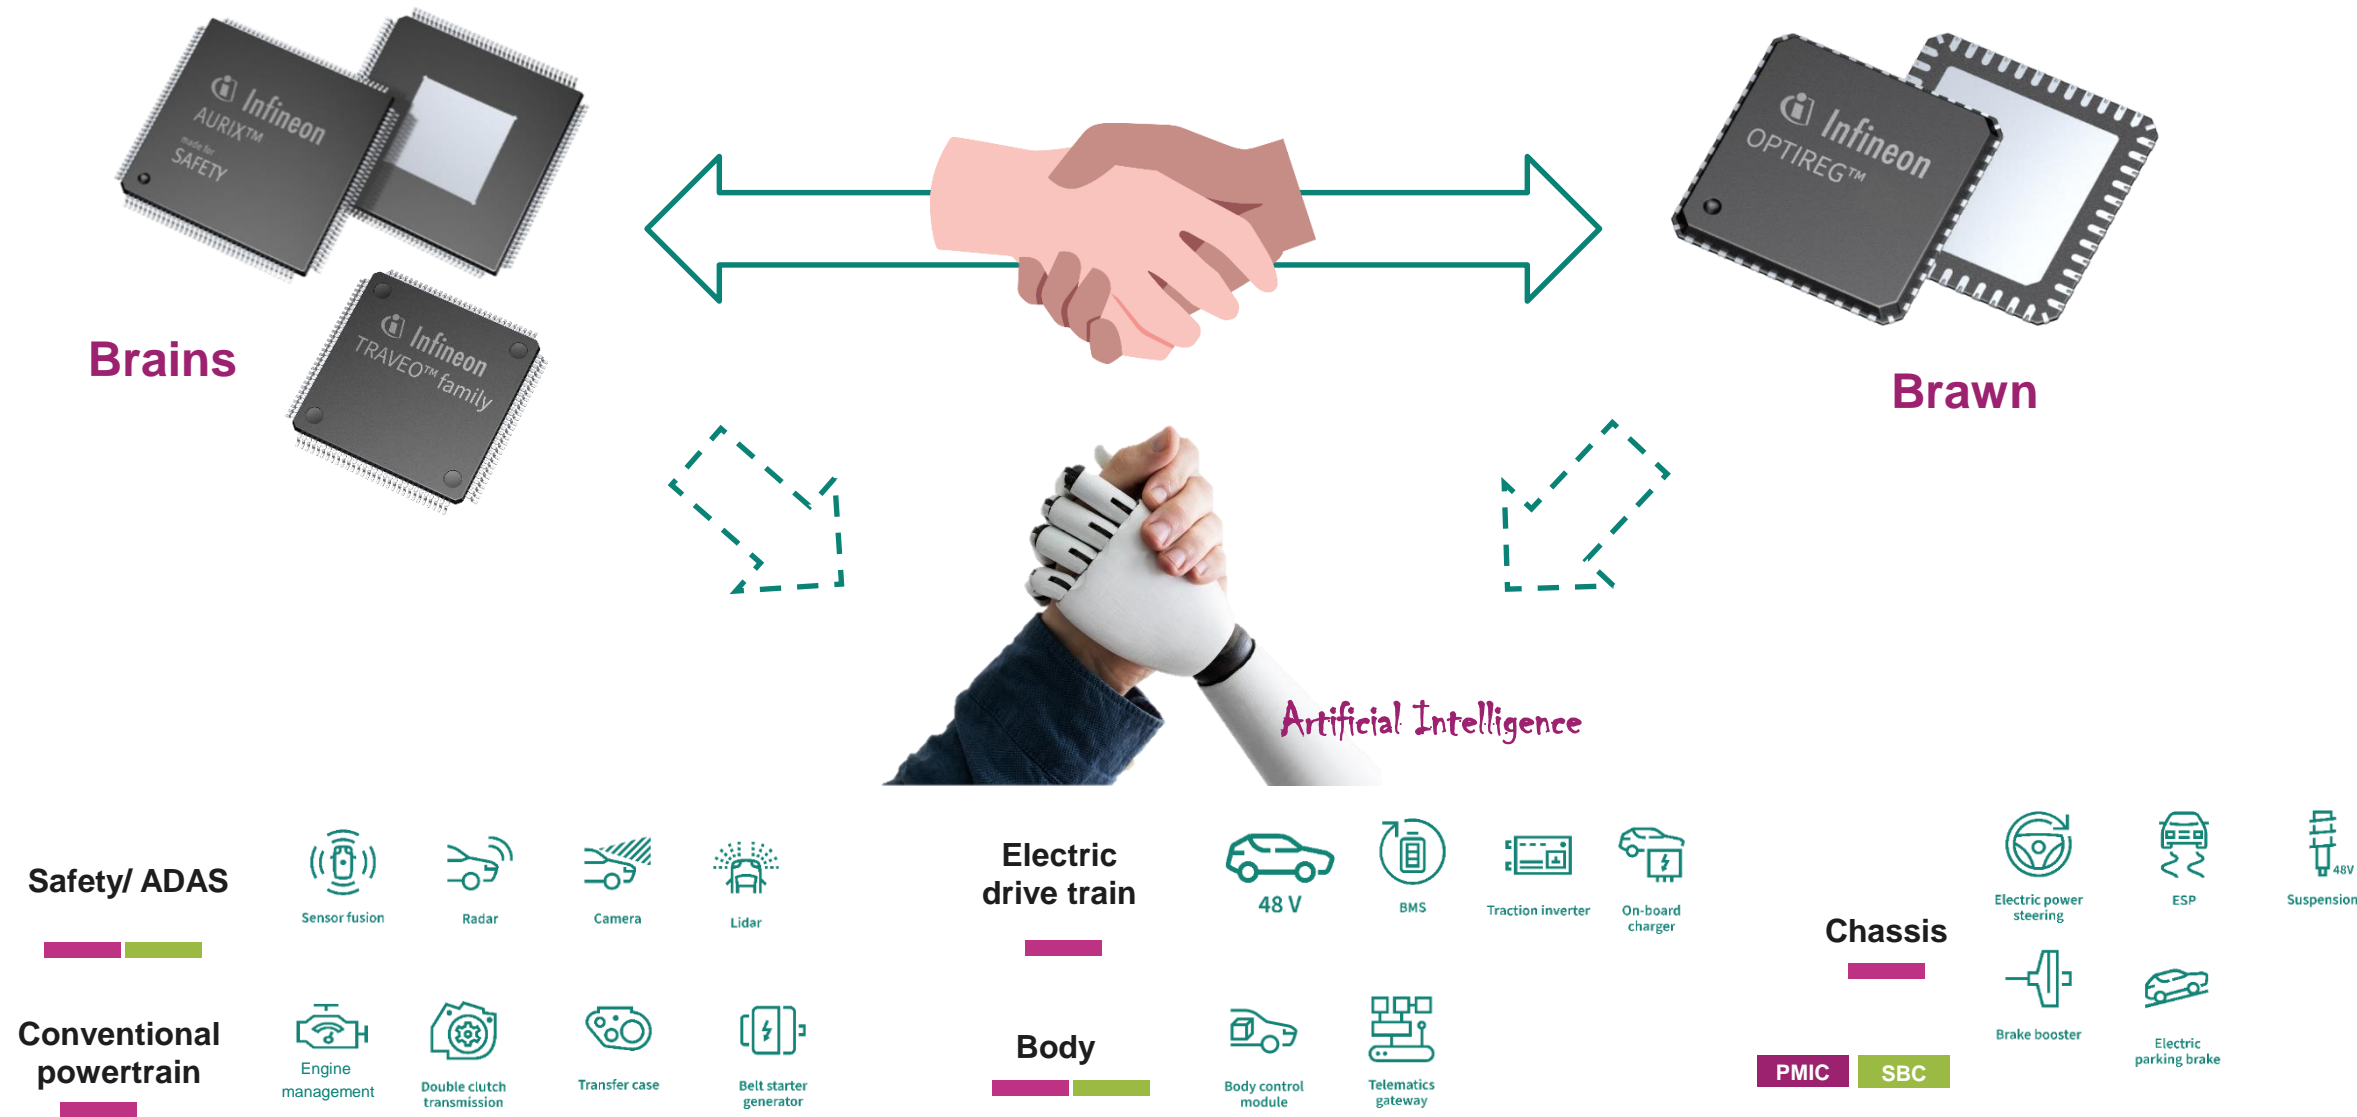 Infineon
AURIX™
made for
SAFETY
Infineon
OPTIREG™
Infineon
TRAVEO™ family
Brains
Brawn
Artificial Intelligence
Safety/ ADAS
Sensor fusion
Radar
Camera
Lidar
Electric
drive train
48 V
BMS
Traction inverter
On-board
charger
Chassis
Electric power
steering
ESP
48V
Suspension
Brake booster
Electric
parking brake
Conventional
powertrain
Engine
management
Double clutch
transmission
Transfer case
Belt starter
generator
Body
Body control
module
Telematics
gateway
PMIC
SBC